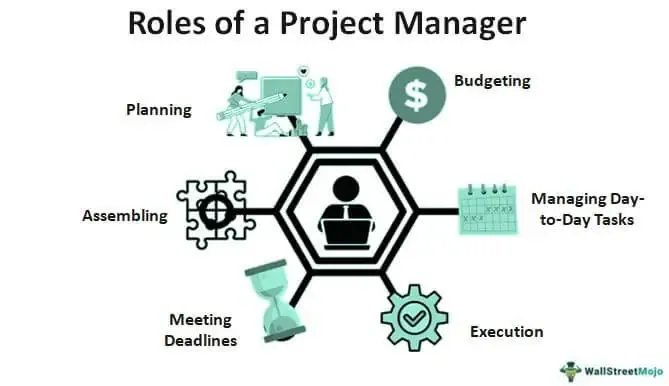 Roles of a Project Manager
Planning
Budgeting
$
Assembling
Managing Day-
to-Day Tasks
Meeting
Deadlines
Execution
WallStreetMojo